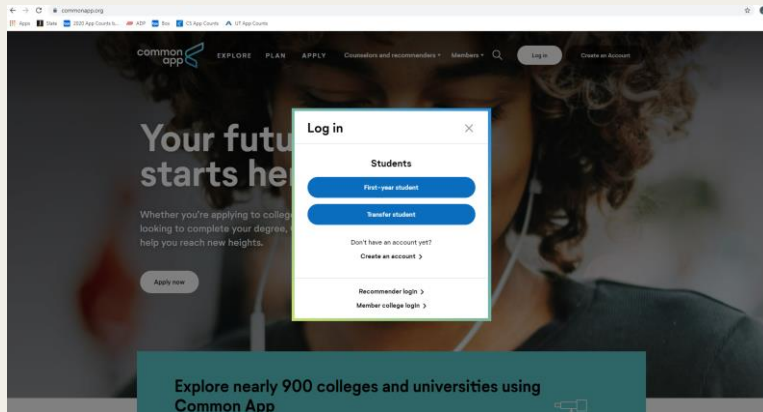 commonapp.org
Apps Slate 2020 App Counts b... ADP Box CS App Counts UT App Counts
common app EXPLORE PLAN APPLY Counselors and recommenders Members Log in Create an Account
Log in
Your futu
starts he
Students
First-year student
Transfer student
Whether you're applying to colleg
looking to complete your degree,
help you reach new heights.
Don't have an account yet?
Create an account >
Apply now
Recommender login >
Member college login >
Explore nearly 900 colleges and universities using
Common App